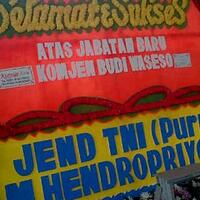 Selamat & Sukses
ATAS JABATAN BARU
KOMJEN BUDI WASESO
JEND TNI (Pur
M HENDROPRIYO